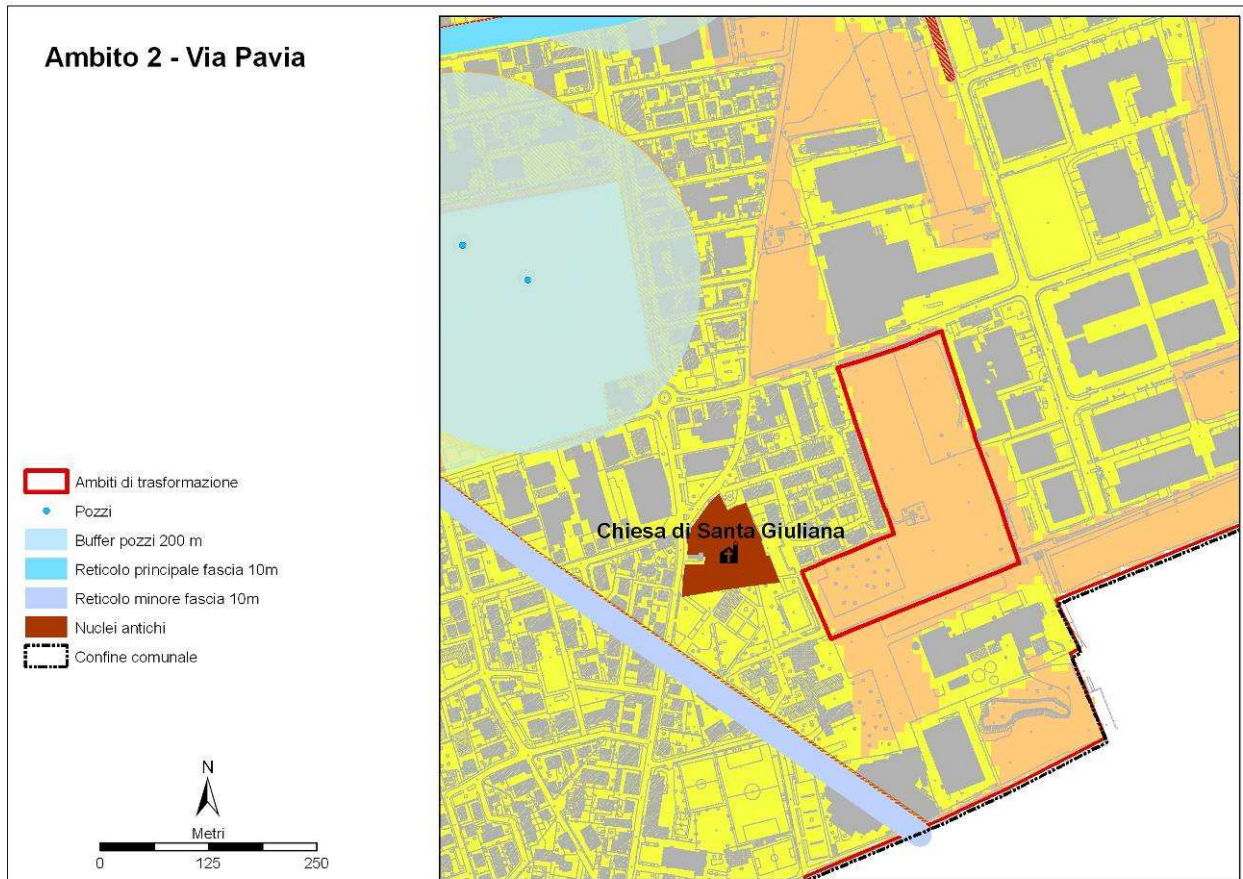 Ambito 2 - Via Pavia
Chiesa di Santa Giuliana
Ambiti di trasformazione
Pozzi
Buffer pozzi 200 m
Reticolo principale fascia 10m
Reticolo minore fascia 10m
Nuclei antichi
Confine comunale
N
Metri
0 125 250